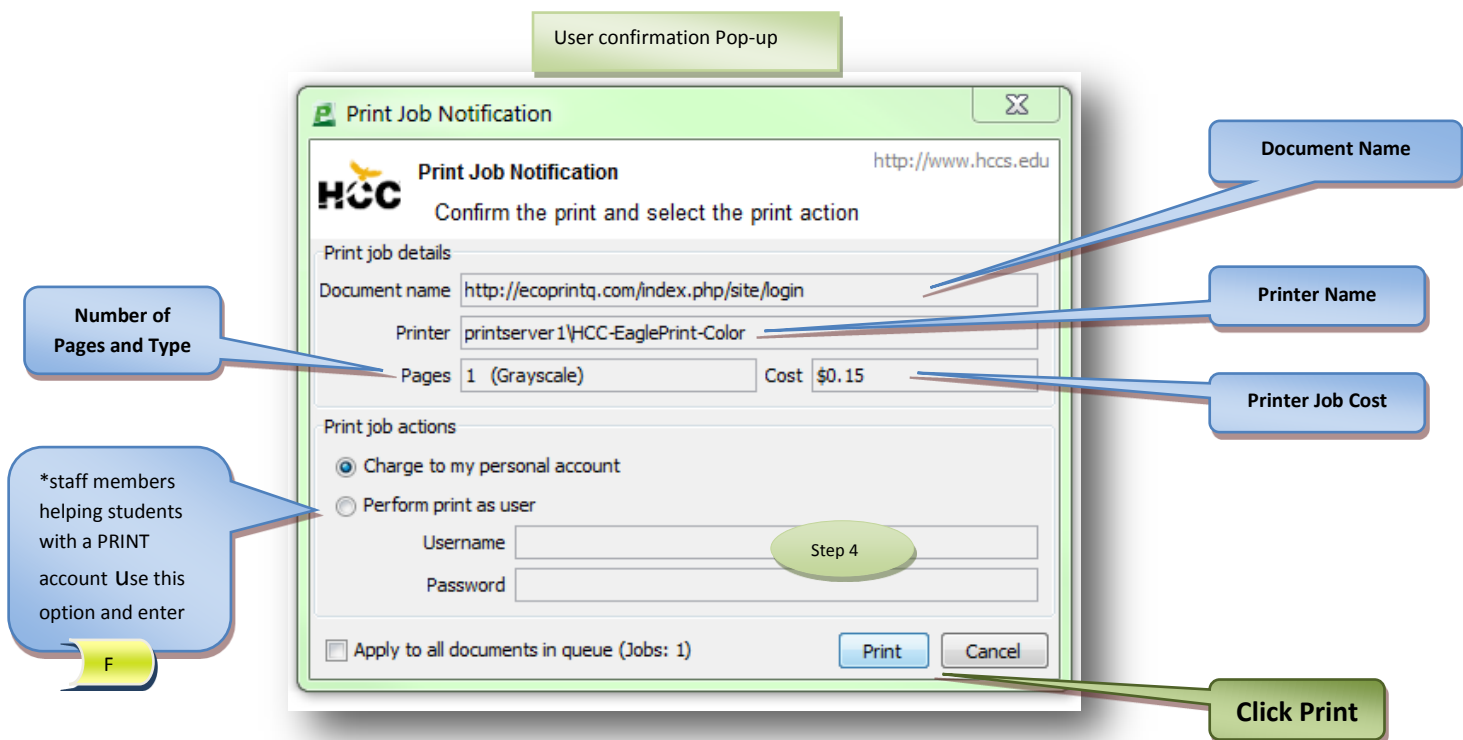 User confirmation Pop-up
Print Job Notification
HCC
Print Job Notification
http://www.hccs.edu
Confirm the print and select the print action
Document Name
Print job details
Document name http://ecoprintq.com/index.php/site/login
Printer Name
Number of
Pages and Type
Printer printserver1\HCC-EaglePrint-Color
Pages 1 (Grayscale) Cost $0.15
Printer Job Cost
Print job actions
Charge to my personal account
Perform print as user
*staff members
helping students
with a PRINT
account Use this
option and enter
F
Username
Step 4
Password
Apply to all documents in queue (Jobs: 1)
Print
Cancel
Click Print